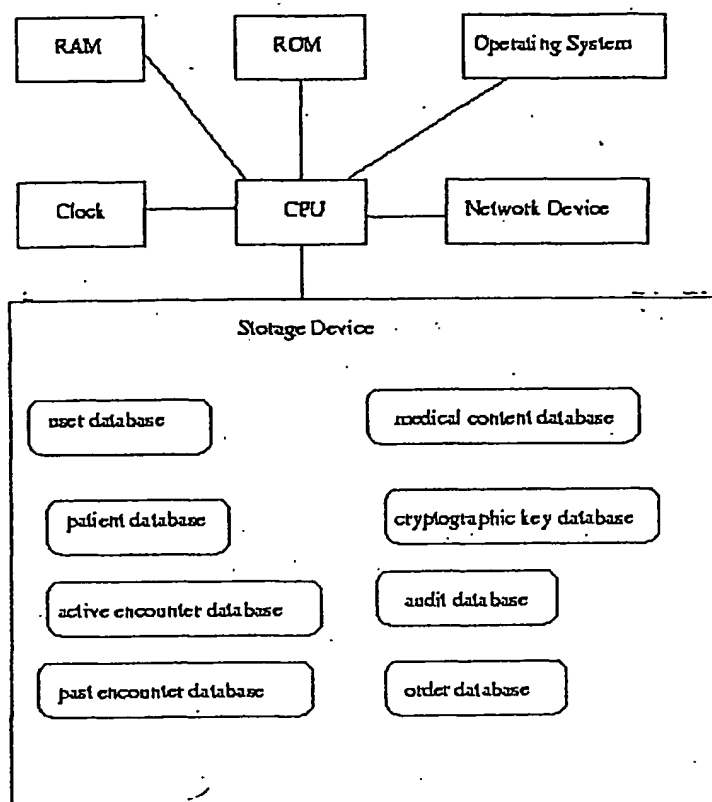 RAM
ROM
Operating System
Clock
CPU
Network Device
Storage Device
user database
medical content database
patient database
cryptographic key database
active encounter database
audit database
past encounter database
order database